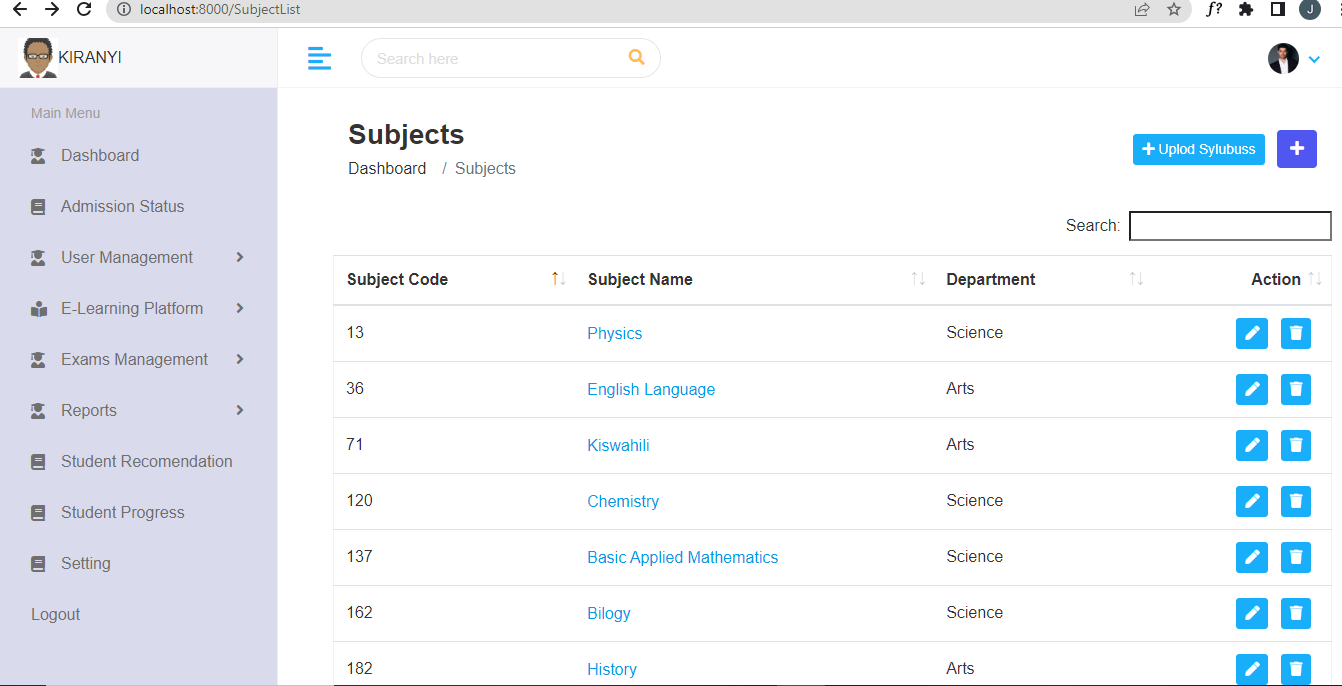 localhost:8000/SubjectList
f?
J
KIRANYI
Search here
Main Menu
Dashboard
Admission Status
User Management
E-Learning Platform
Exams Management
Reports
Student Recomendation
Student Progress
Setting
Logout
Subjects
Dashboard / Subjects
Uplod Sylubuss
Search:
Subject Code Subject Name Department Action
13 Physics Science
36 English Language Arts
71 Kiswahili Arts
120 Chemistry Science
137 Basic Applied Mathematics Science
162 Bilogy Science
182 History Arts